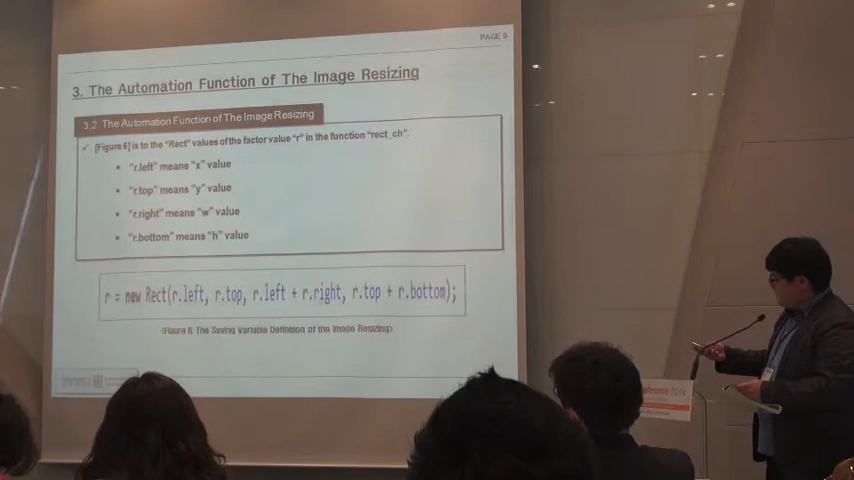 PAGE 9
3. The Automation Function of The Image Resizing
3.2 The Automation Function of The Image Resizing
✓ [Figure 6] is to the "Rect" values of the factor value "r" in the function "rect_ch".
▪ "r.left" means "x" value
▪ "r.top" means "y" value
▪ "r.right" means "w" value
▪ "r.bottom" means "h" value
r = new Rect(r.left, r.top, r.left + r.right, r.top + r.bottom);
<Figure 6. The Saving Variable Definition of the Image Resizing>
2014